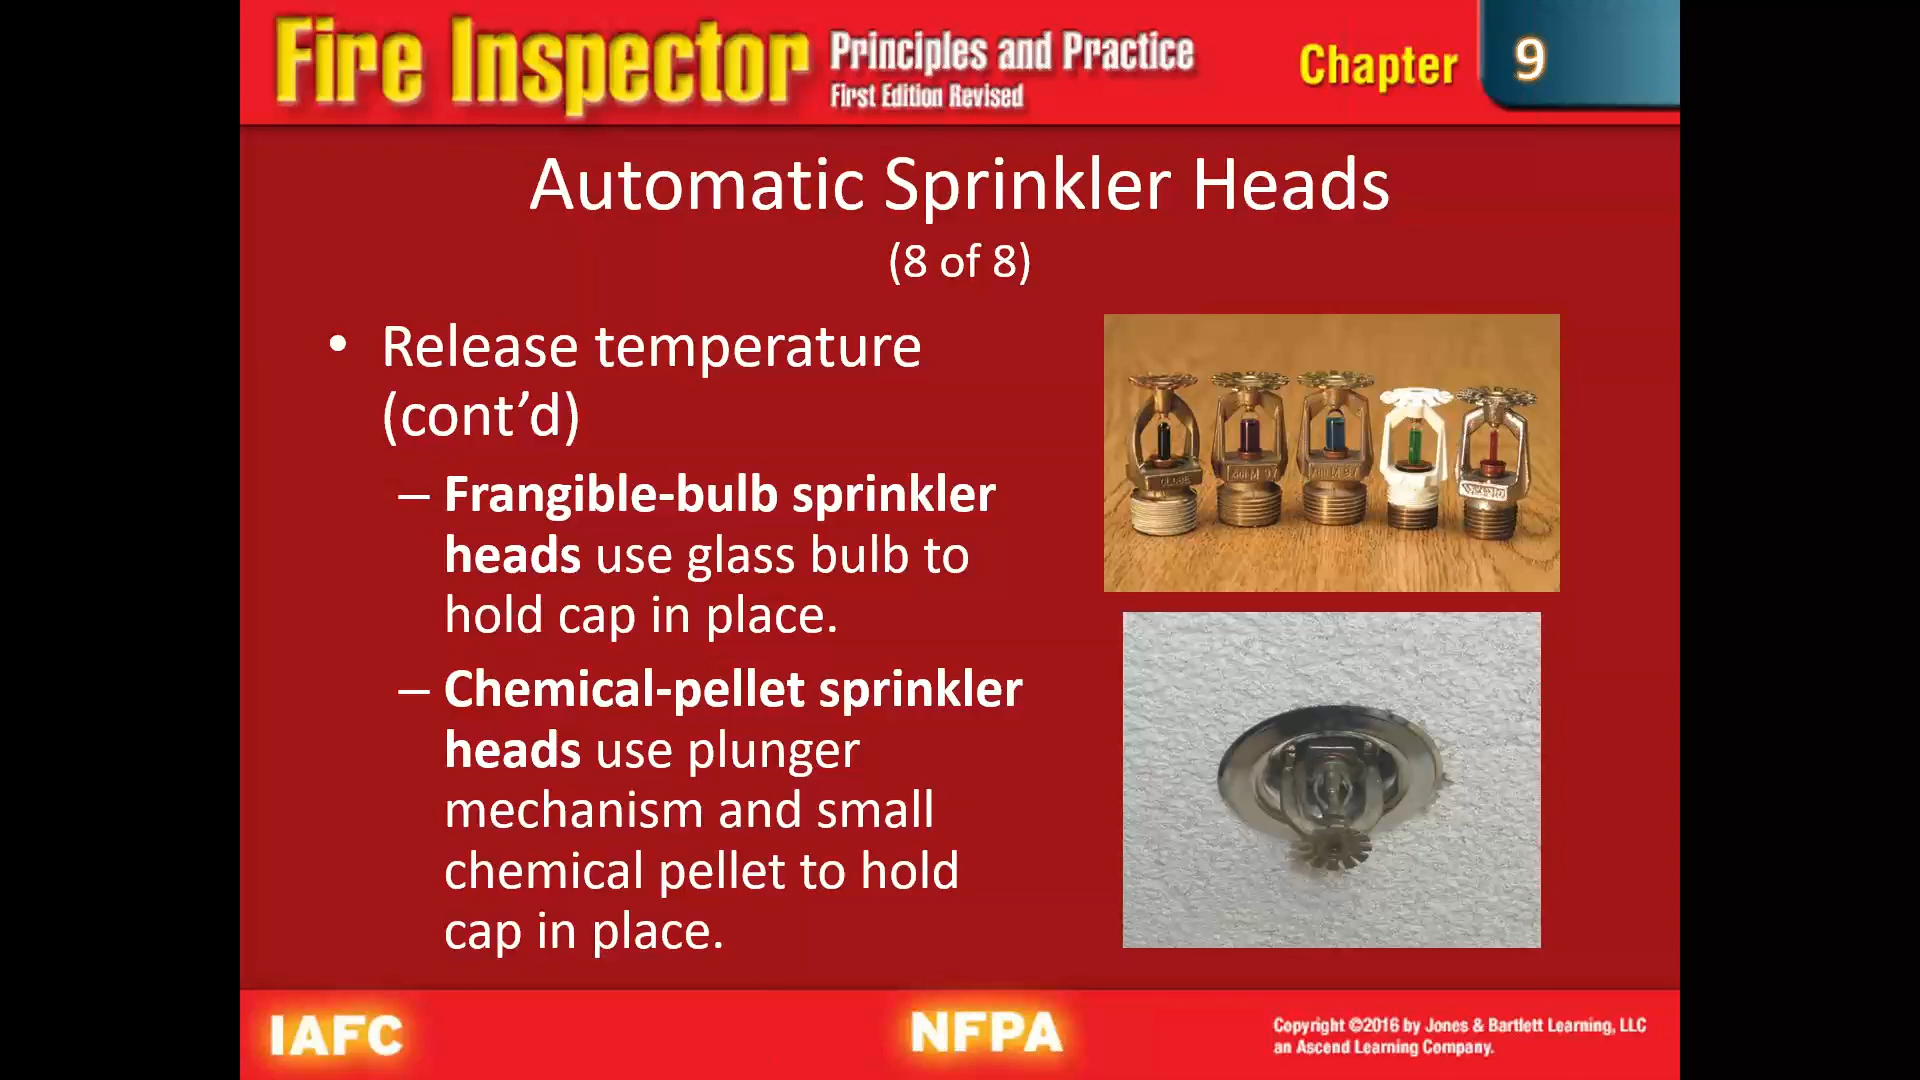 Fire Inspector Principles and Practice
First Edition Revised
Chapter 9
Automatic Sprinkler Heads
(8 of 8)
• Release temperature
(cont’d)
– Frangible-bulb sprinkler
heads use glass bulb to
hold cap in place.
– Chemical-pellet sprinkler
heads use plunger
mechanism and small
chemical pellet to hold
cap in place.
IAFC
NFPA
Copyright ©2016 by Jones & Bartlett Learning, LLC
an Ascend Learning Company.